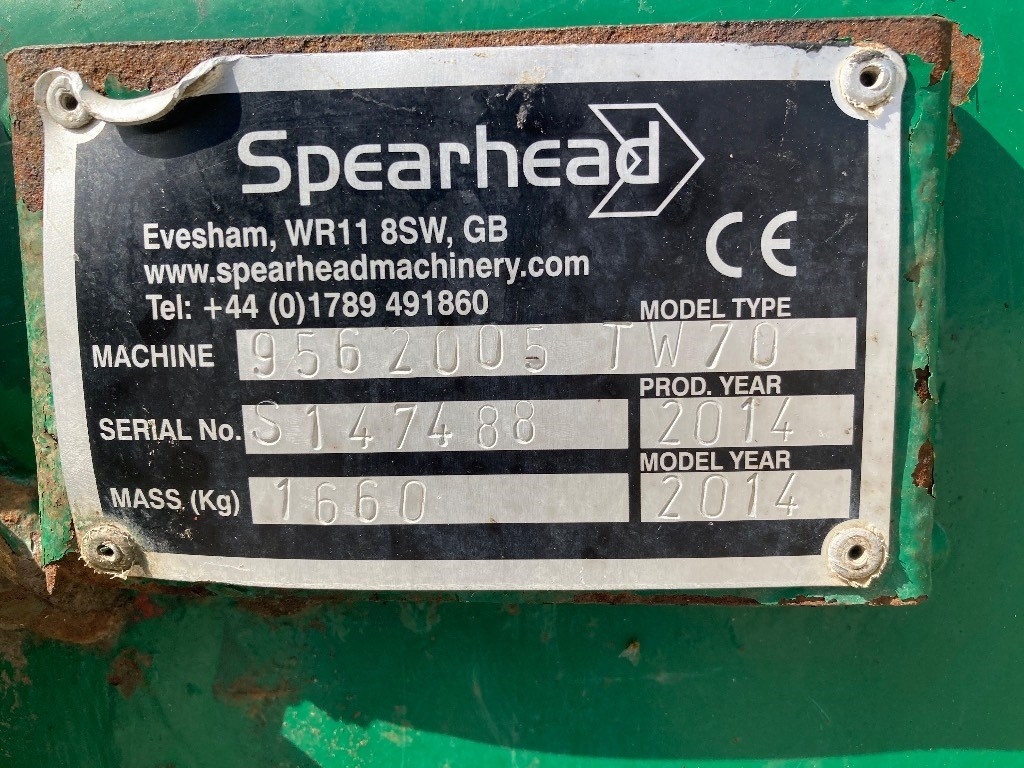 Spearhead
Evesham, WR11 8SW, GB
www.spearheadmachinery.com
Tel: +44 (0)1789 491860
CE
MODEL TYPE
MACHINE 9562005 TW70
PROD. YEAR
SERIAL No. S147488 2014
MODEL YEAR
MASS (Kg) 1660 2014